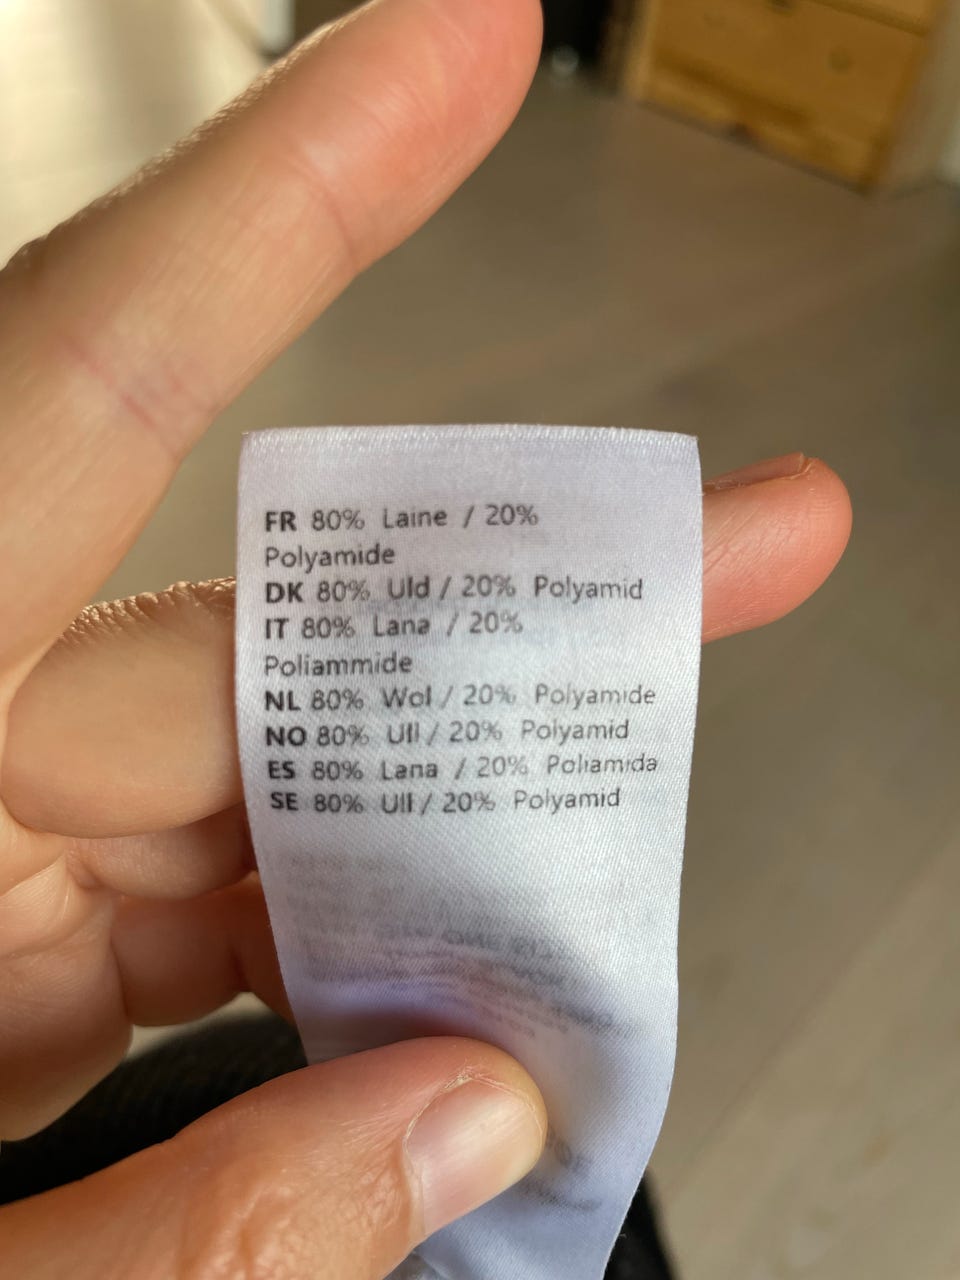 FR 80% Laine / 20%
Polyamide
DK 80% Uld / 20% Polyamid
IT 80% Lana / 20%
Poliammide
NL 80% Wol / 20% Polyamide
NO 80% Ull / 20% Polyamid
ES 80% Lana / 20% Poliamida
SE 80% Ull / 20% Polyamid